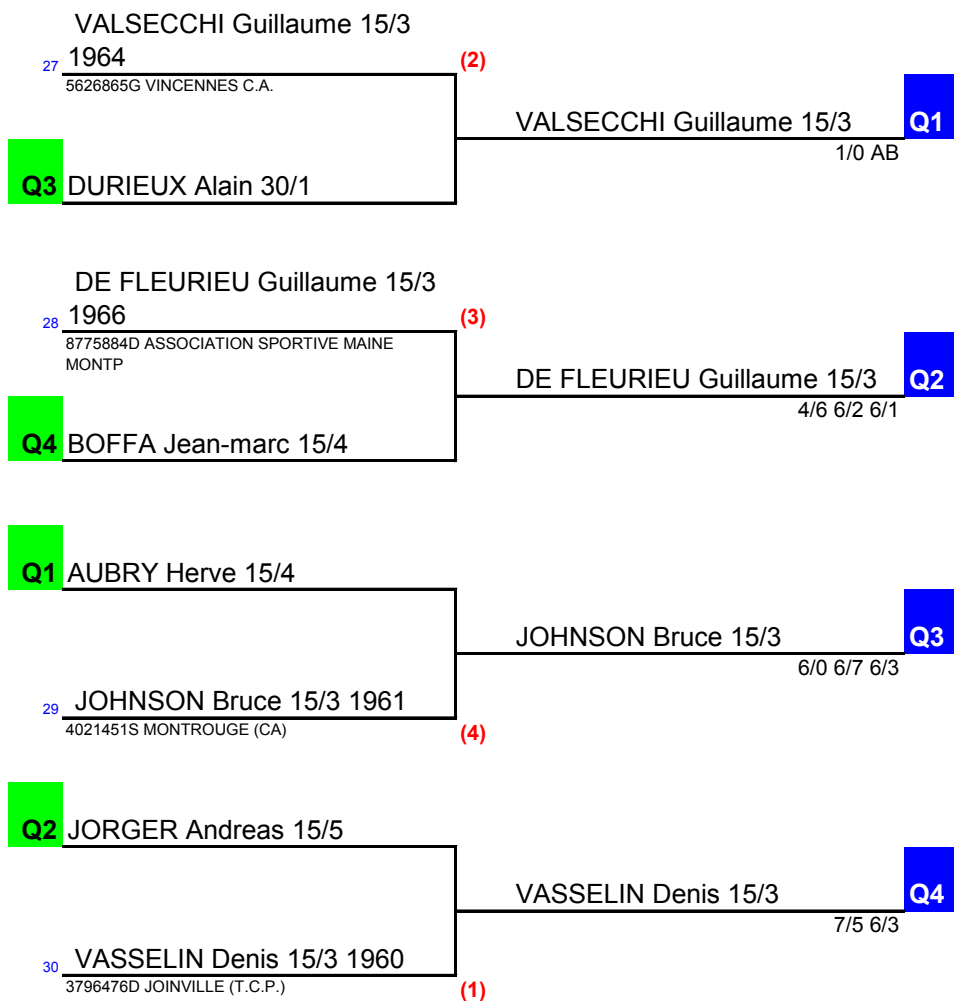 VALSECCHI Guillaume 15/3
27 1964 (2)
5626865G VINCENNES C.A.
VALSECCHI Guillaume 15/3 Q1
1/0 AB
Q3 DURIEUX Alain 30/1
DE FLEURIEU Guillaume 15/3
28 1966 (3)
8775884D ASSOCIATION SPORTIVE MAINE
MONTP
DE FLEURIEU Guillaume 15/3 Q2
4/6 6/2 6/1
Q4 BOFFA Jean-marc 15/4
Q1 AUBRY Herve 15/4
JOHNSON Bruce 15/3 Q3
6/0 6/7 6/3
29 JOHNSON Bruce 15/3 1961
4021451S MONTROUGE (CA) (4)
Q2 JORGER Andreas 15/5
VASSELIN Denis 15/3 Q4
7/5 6/3
30 VASSELIN Denis 15/3 1960
3796476D JOINVILLE (T.C.P.) (1)